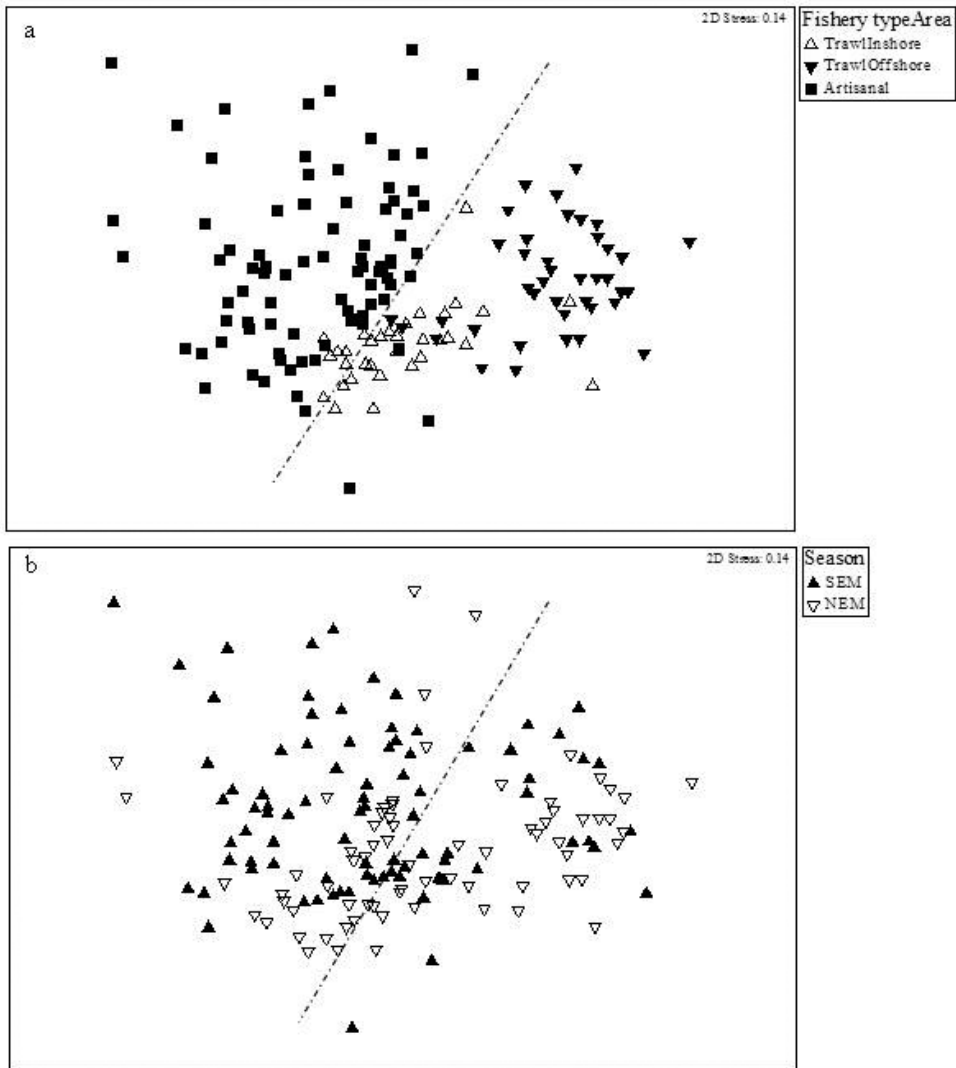 a
2D Stress: 0.14
Fishery typeArea
TrawlInshore
TrawlOffshore
Artisanal
b
2D Stress: 0.14
Season
SEM
NEM